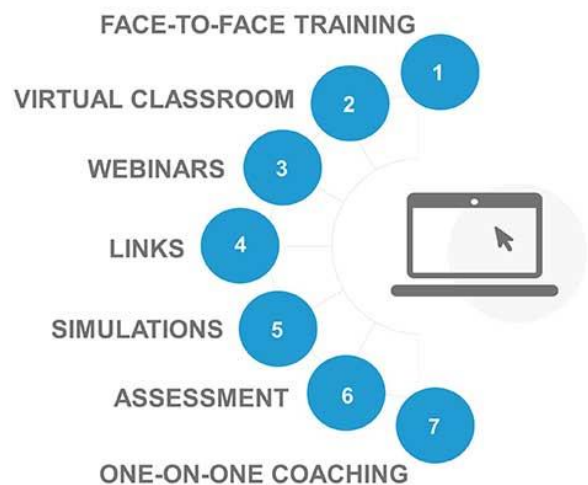 FACE-TO-FACE TRAINING
1
VIRTUAL CLASSROOM
2
WEBINARS
3
LINKS
4
SIMULATIONS
5
ASSESSMENT
6
7
ONE-ON-ONE COACHING